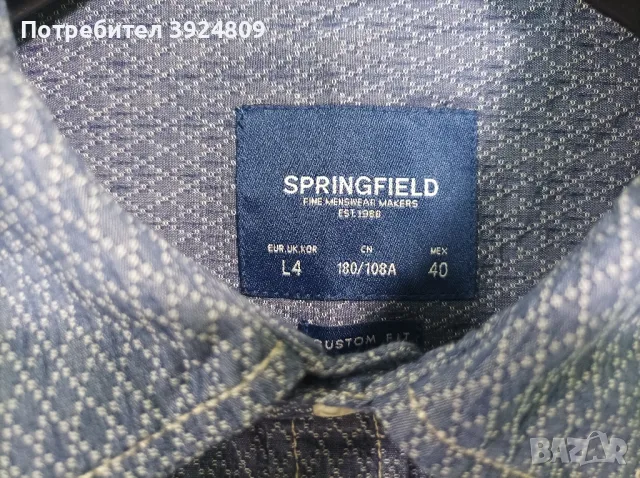 Потребител 3924809
SPRINGFIELD
FINE MENSWEAR MAKERS
EST.1988
EUR.UK.KOR CN MEX
L4 180/108A 40
CUSTOM FIT
BAZAR